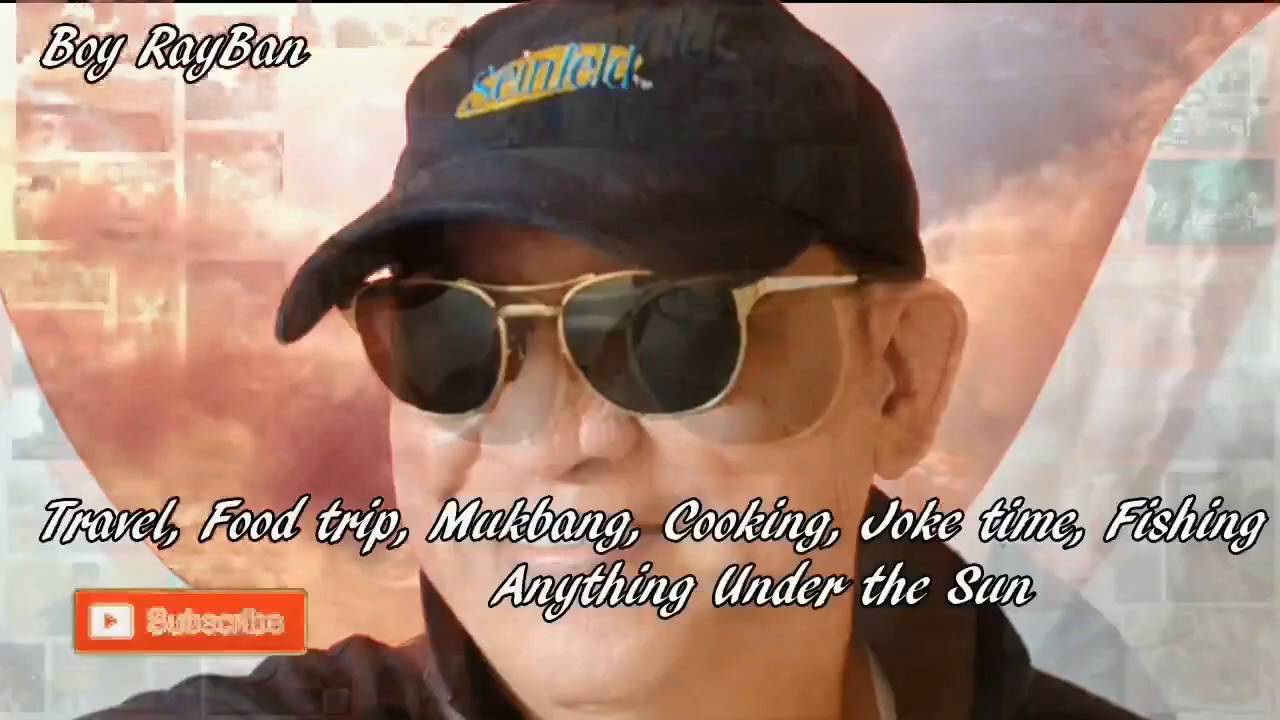 Boy RayBan
Seinfeld
Travel, Food trip, Mukbang, Cooking, Joke time, Fishing
Anything Under the Sun
Subscribe